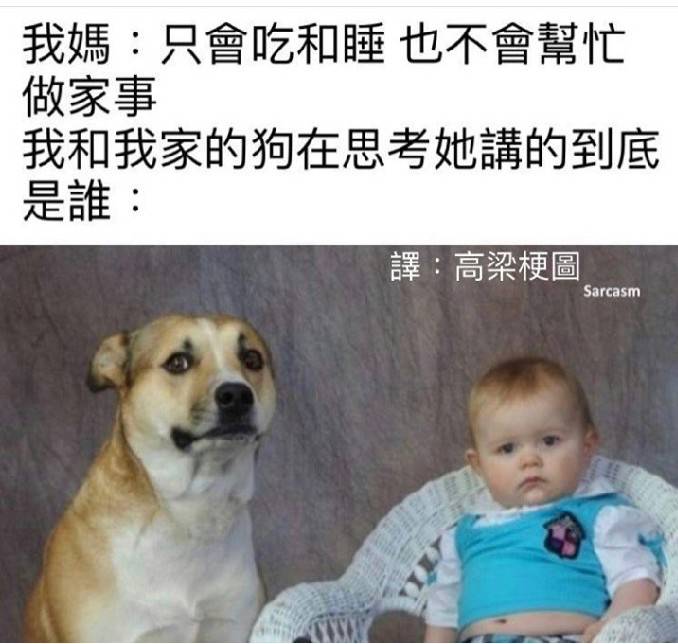 我媽：只會吃和睡 也不會幫忙
做家事
我和我家的狗在思考她講的到底
是誰：
譯：高梁梗圖
Sarcasm